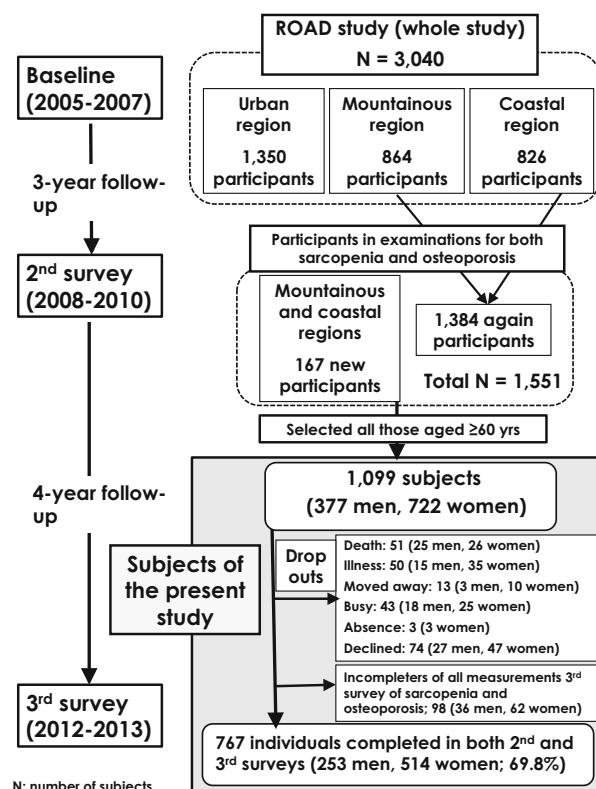 ROAD study (whole study)
N = 3,040
Baseline
(2005-2007)
Urban
region
1,350
participants
Mountainous
region
864
participants
Coastal
region
826
participants
3-year follow-
up
Participants in examinations for both
sarcopenia and osteoporosis
2nd survey
(2008-2010)
Mountainous
and coastal
regions
167 new
participants
1,384 again
participants
Total N = 1,551
Selected all those aged ≥60 yrs
4-year follow-
up
1,099 subjects
(377 men, 722 women)
Subjects of
the present
study
Drop
outs
Death: 51 (25 men, 26 women)
Illness: 50 (15 men, 35 women)
Moved away: 13 (3 men, 10 women)
Busy: 43 (18 men, 25 women)
Absence: 3 (3 women)
Declined: 74 (27 men, 47 women)
Incompleters of all measurements 3rd
survey of sarcopenia and
osteoporosis; 98 (36 men, 62 women)
3rd survey
(2012-2013)
767 individuals completed in both 2nd and
3rd surveys (253 men, 514 women; 69.8%)
N: number of subjects